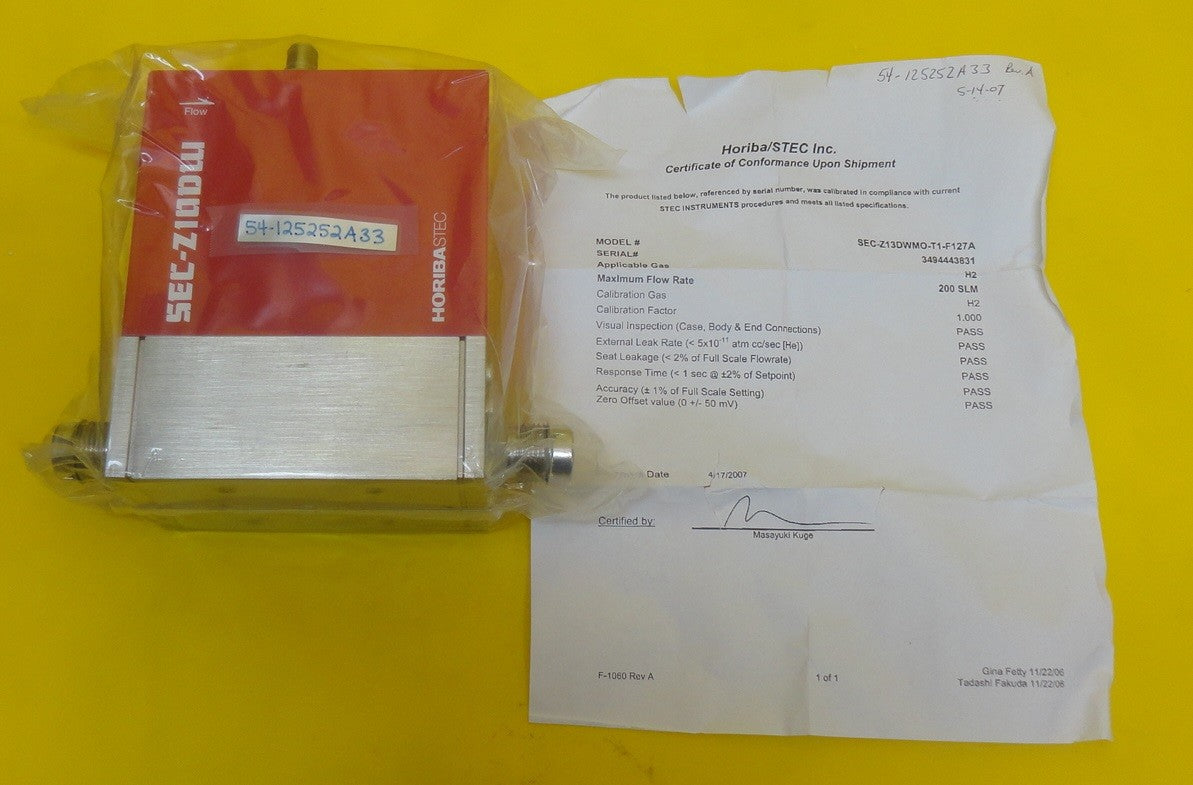 Flow
SEC-Z10DW
54-125252A33
HORIBASTEC
54-125252A33 Rev. A
5-14-07
Horiba/STEC Inc.
Certificate of Conformance Upon Shipment
The product listed below, referenced by serial number, was calibrated in compliance with current
STEC INSTRUMENTS procedures and meets all listed specifications.
MODEL # SEC-Z13DWMO-T1-F127A
SERIAL# 3494443831
Applicable Gas H2
Maximum Flow Rate 200 SLM
Calibration Gas H2
Calibration Factor 1.000
Visual Inspection (Case, Body & End Connections) PASS
External Leak Rate (< 5x10⁻¹¹ atm cc/sec [He]) PASS
Seat Leakage (< 2% of Full Scale Flowrate) PASS
Response Time (< 1 sec @ ±2% of Setpoint) PASS
Accuracy (± 1% of Full Scale Setting) PASS
Zero Offset value (0 +/- 50 mV) PASS
Date 4/17/2007
Certified by:
Masayuki Kuge
F-1060 Rev A 1 of 1 Gina Fetty 11/22/06
Tadashi Fakuda 11/22/06